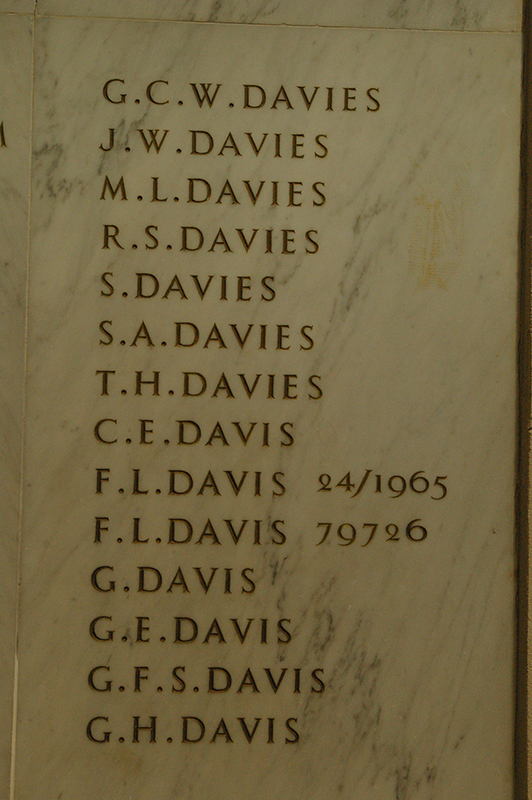 G.C.W.DAVIES
J.W.DAVIES
M.L.DAVIES
R.S.DAVIES
S.DAVIES
S.A.DAVIES
T.H.DAVIES
C.E.DAVIS
F.L.DAVIS 24/1965
F.L.DAVIS 79726
G.DAVIS
G.E.DAVIS
G.F.S.DAVIS
G.H.DAVIS